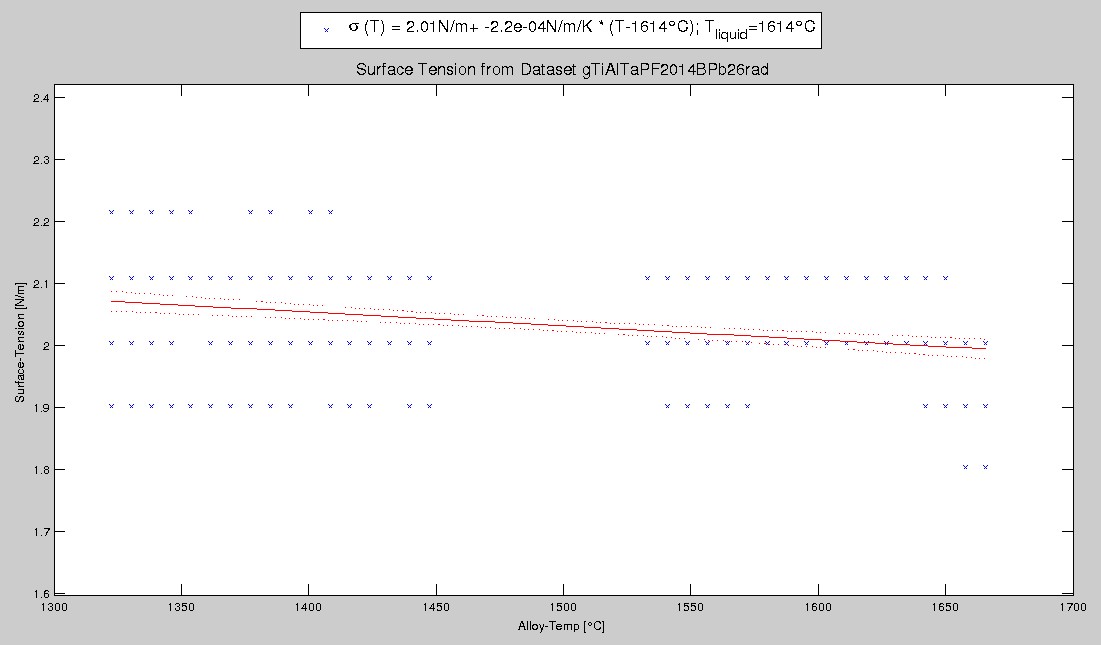 × σ (T) = 2.01N/m+ -2.2e-04N/m/K * (T-1614°C); Tliquid=1614°C
Surface Tension from Dataset gTiAlTaPF2014BPb26rad
2.4
2.3
2.2
2.1
2
1.9
1.8
1.7
1.6
Surface-Tension [N/m]
1300 1350 1400 1450 1500 1550 1600 1650 1700
Alloy-Temp [°C]